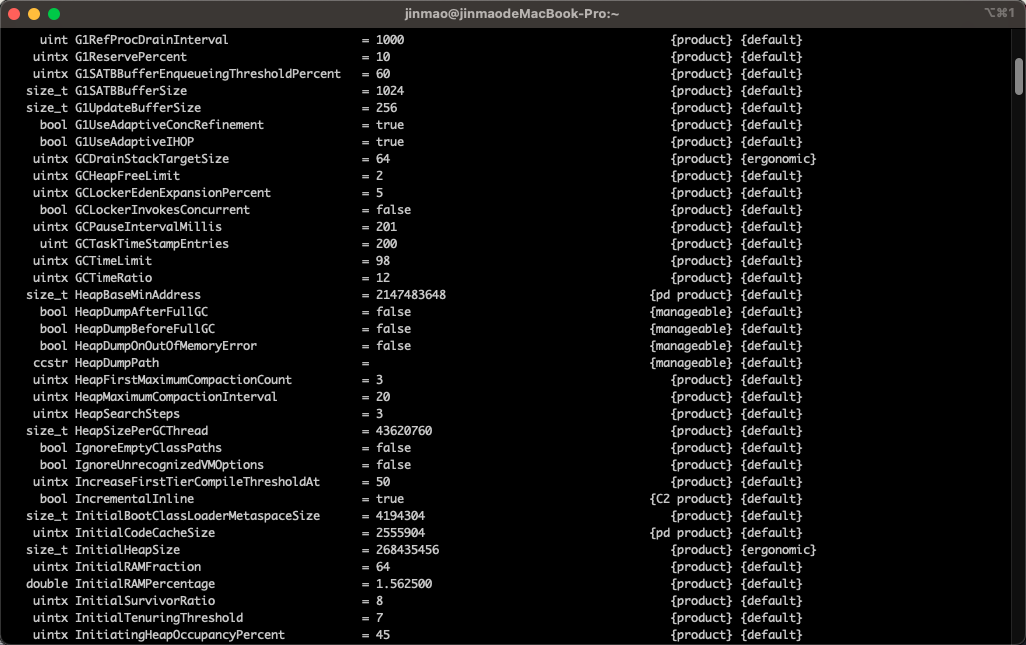 jinmao@jinmaodeMacBook-Pro:~ ⌥⌘1
uint G1RefProcDrainInterval = 1000 {product} {default}
uintx G1ReservePercent = 10 {product} {default}
uintx G1SATBBufferEnqueueingThresholdPercent = 60 {product} {default}
size_t G1SATBBufferSize = 1024 {product} {default}
size_t G1UpdateBufferSize = 256 {product} {default}
bool G1UseAdaptiveConcRefinement = true {product} {default}
bool G1UseAdaptiveIHOP = true {product} {default}
uintx GCDrainStackTargetSize = 64 {product} {ergonomic}
uintx GCHeapFreeLimit = 2 {product} {default}
uintx GCLockerEdenExpansionPercent = 5 {product} {default}
bool GCLockerInvokesConcurrent = false {product} {default}
uintx GCPauseIntervalMillis = 201 {product} {default}
uint GCTaskTimeStampEntries = 200 {product} {default}
uintx GCTimeLimit = 98 {product} {default}
uintx GCTimeRatio = 12 {product} {default}
size_t HeapBaseMinAddress = 2147483648 {pd product} {default}
bool HeapDumpAfterFullGC = false {manageable} {default}
bool HeapDumpBeforeFullGC = false {manageable} {default}
bool HeapDumpOnOutOfMemoryError = false {manageable} {default}
ccstr HeapDumpPath = {manageable} {default}
uintx HeapFirstMaximumCompactionCount = 3 {product} {default}
uintx HeapMaximumCompactionInterval = 20 {product} {default}
uintx HeapSearchSteps = 3 {product} {default}
size_t HeapSizePerGCThread = 43620760 {product} {default}
bool IgnoreEmptyClassPaths = false {product} {default}
bool IgnoreUnrecognizedVMOptions = false {product} {default}
uintx IncreaseFirstTierCompileThresholdAt = 50 {product} {default}
bool IncrementalInline = true {C2 product} {default}
size_t InitialBootClassLoaderMetaspaceSize = 4194304 {product} {default}
uintx InitialCodeCacheSize = 2555904 {pd product} {default}
size_t InitialHeapSize = 268435456 {product} {ergonomic}
uintx InitialRAMFraction = 64 {product} {default}
double InitialRAMPercentage = 1.562500 {product} {default}
uintx InitialSurvivorRatio = 8 {product} {default}
uintx InitialTenuringThreshold = 7 {product} {default}
uintx InitiatingHeapOccupancyPercent = 45 {product} {default}